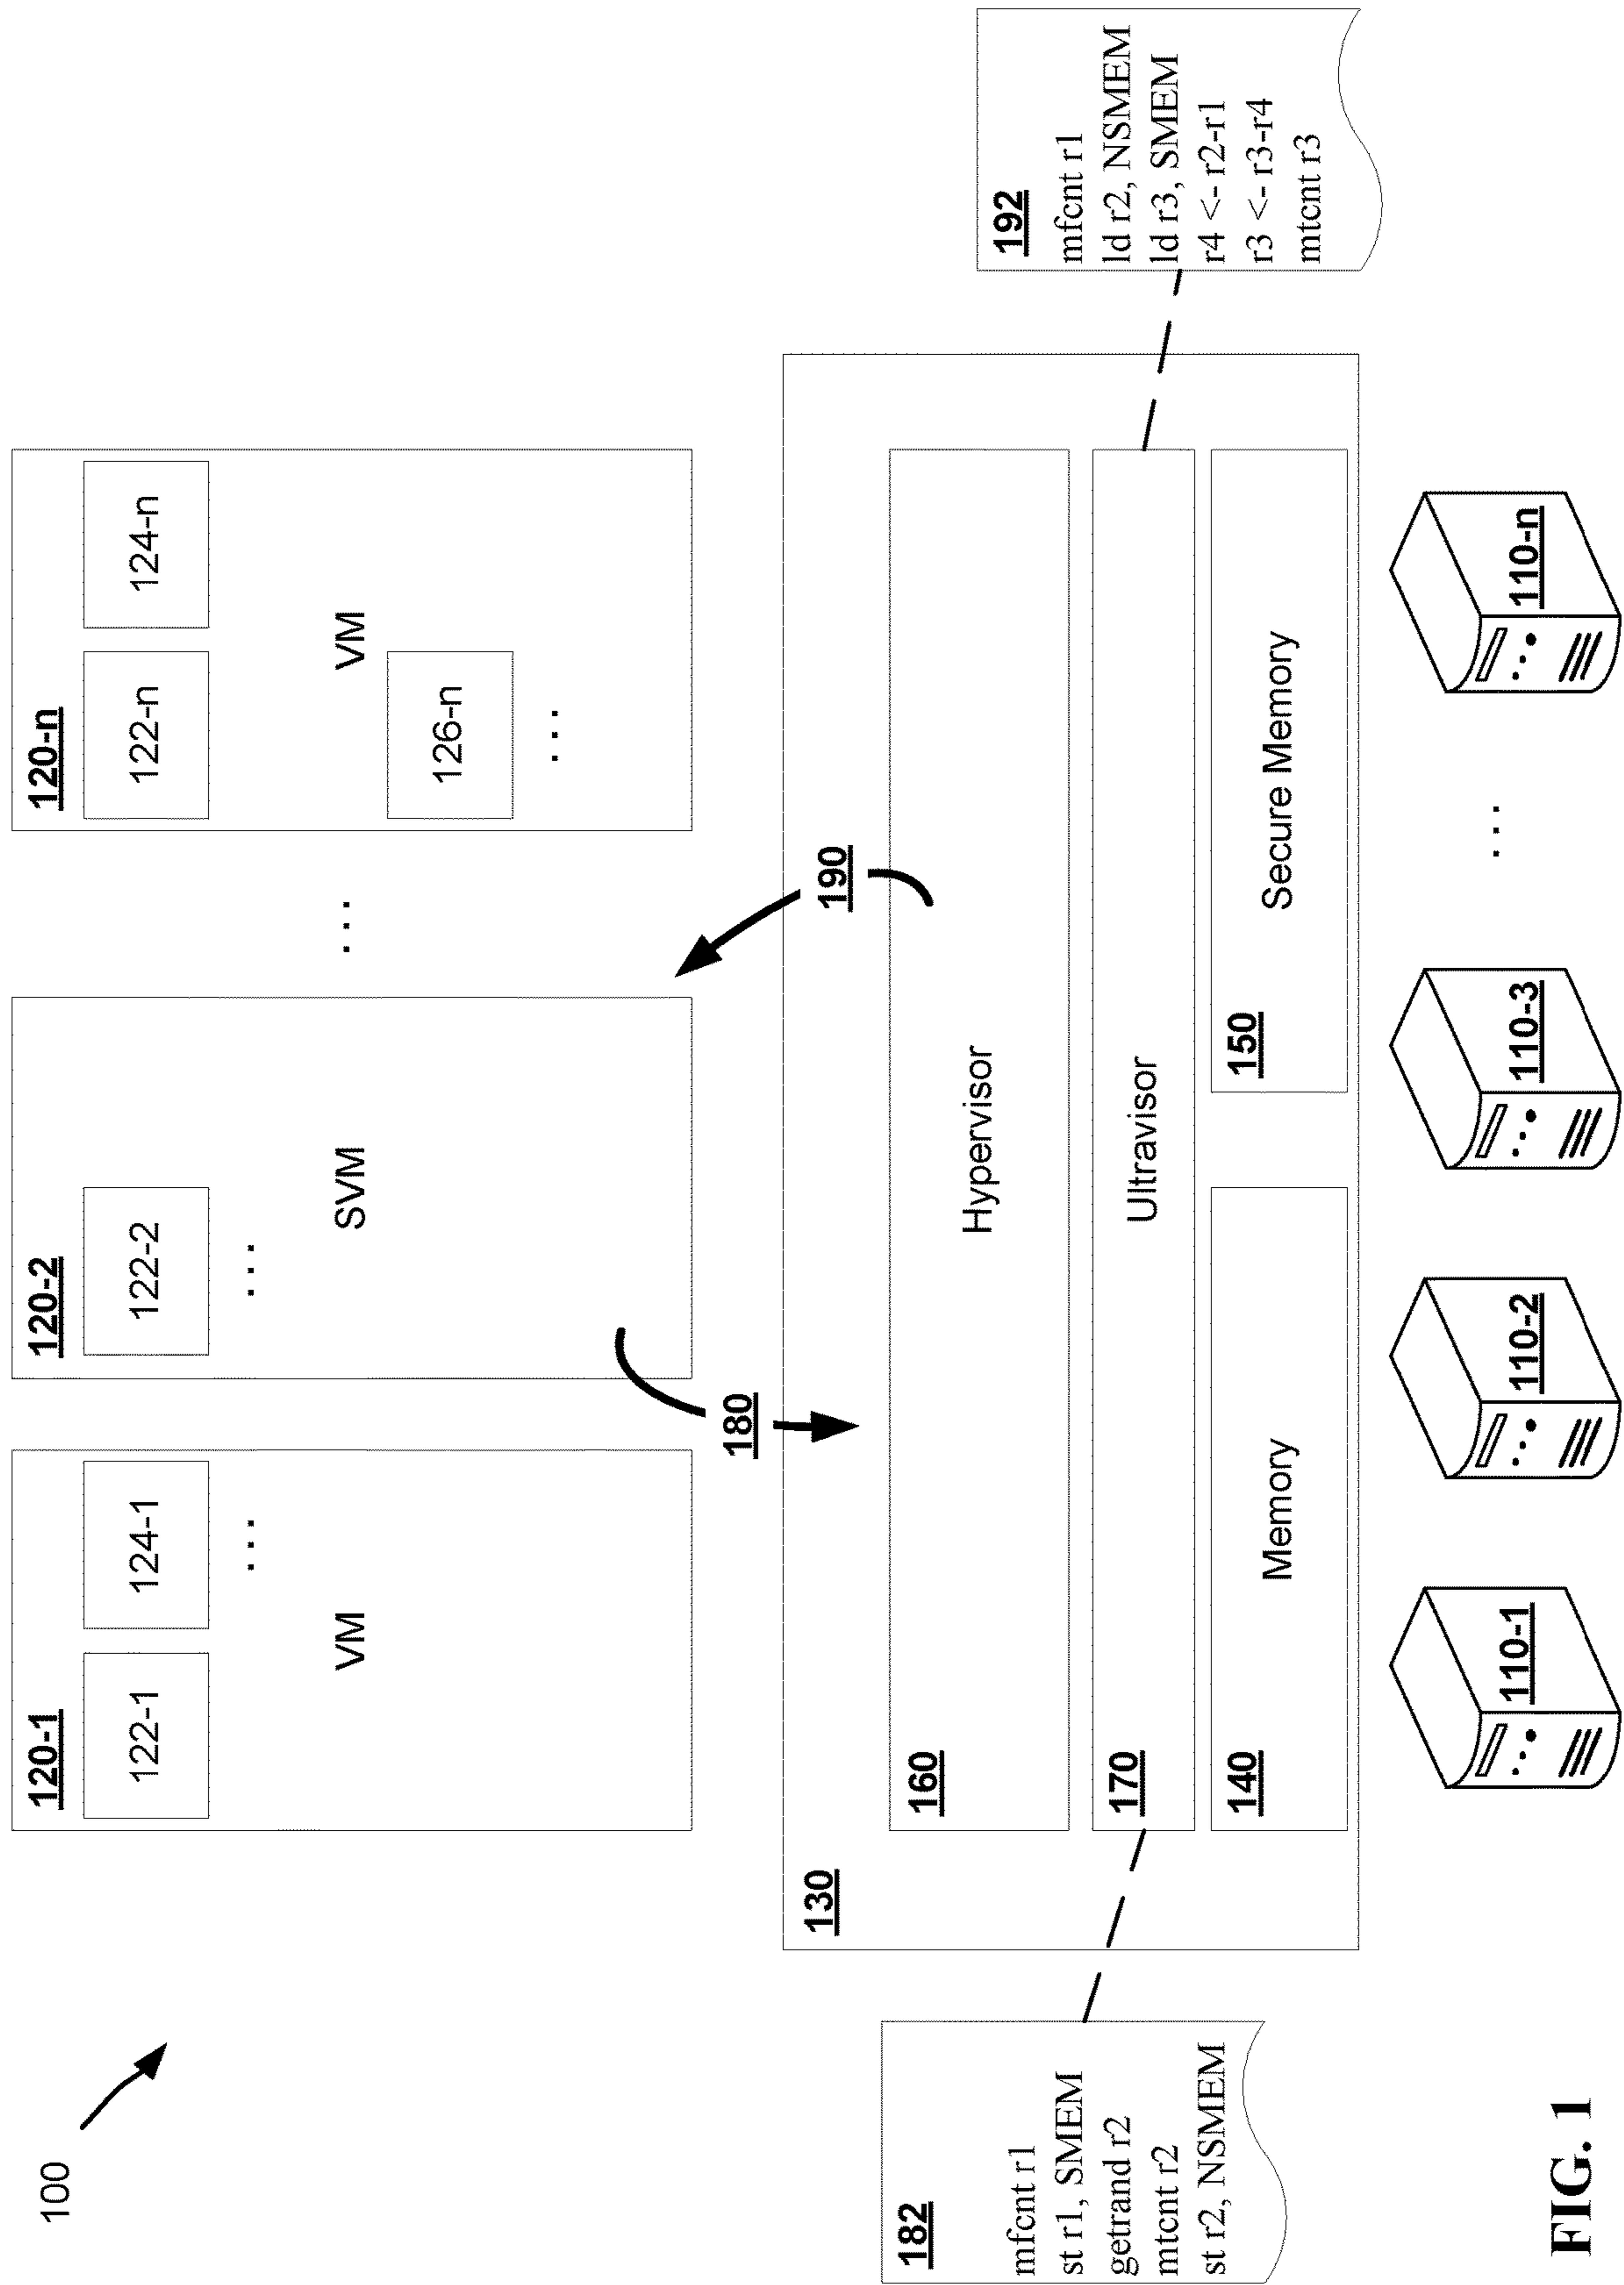 100
120-1
122-1
124-1
...
VM
120-2
122-2
...
SVM
...
120-n
122-n
124-n
VM
126-n
...
180
190
130
160
Hypervisor
170
Ultravisor
140
Memory
150
Secure Memory
182
mfcnt r1
st r1, SMEM
getrand r2
mtcnt r2
st r2, NSMEM
192
mfcnt r1
ld r2, NSMEM
ld r3, SMEM
r4 <- r2-r1
r3 <- r3-r4
mtcnt r3
110-1
110-2
110-3
...
110-n
FIG. 1